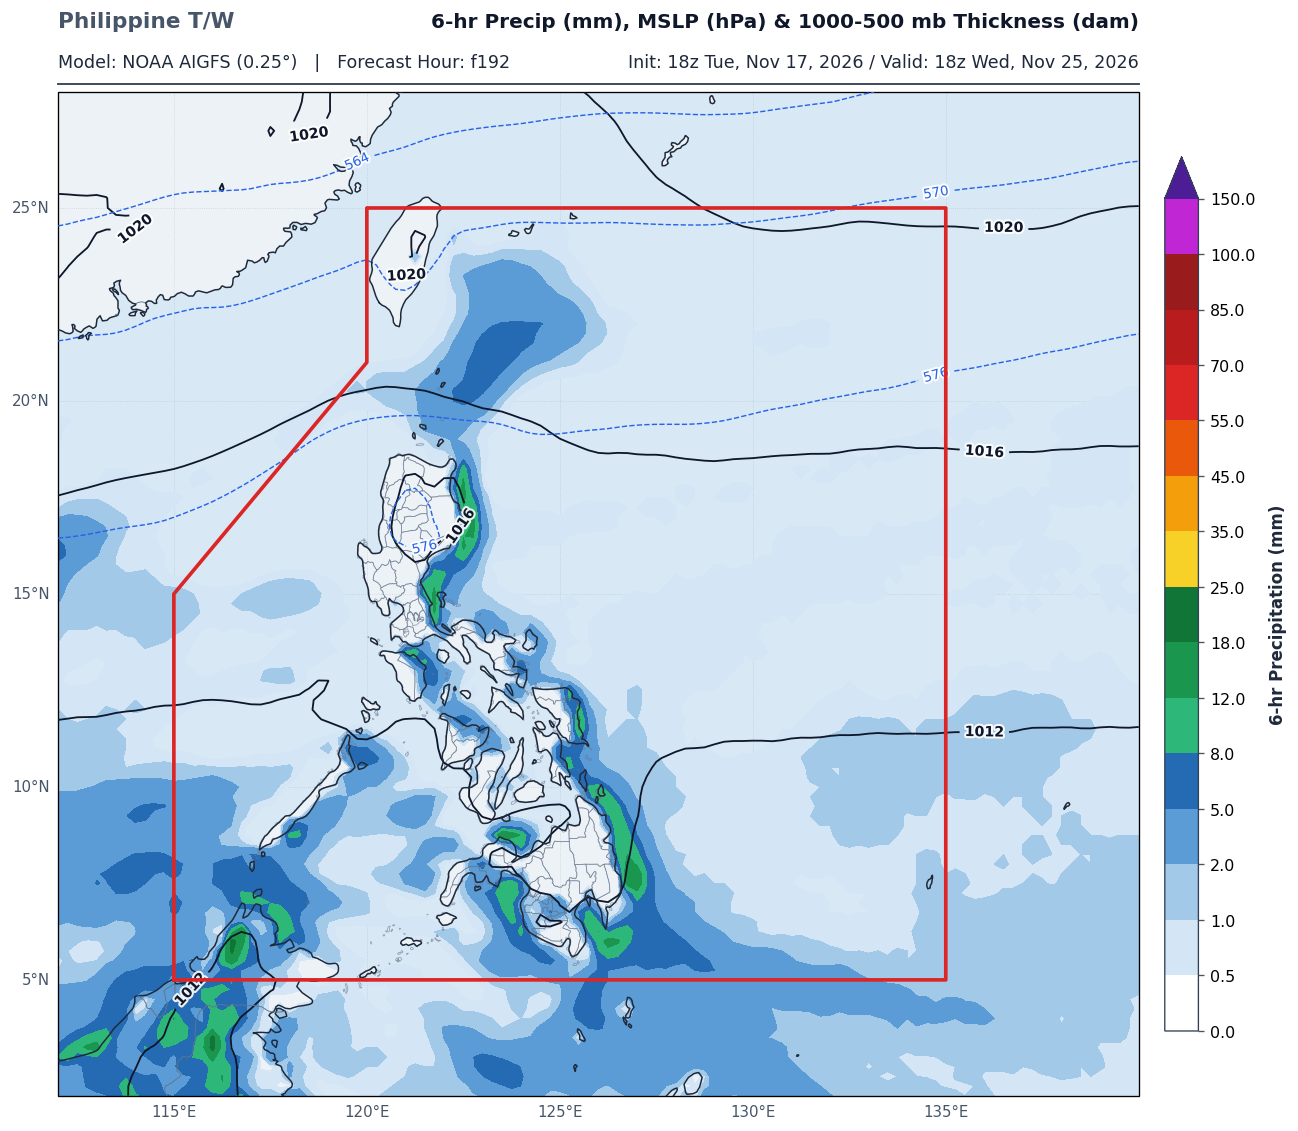 Philippine T/W
6-hr Precip (mm), MSLP (hPa) & 1000-500 mb Thickness (dam)
Model: NOAA AIGFS (0.25°) | Forecast Hour: f192
Init: 18z Tue, Nov 17, 2026 / Valid: 18z Wed, Nov 25, 2026
1020
564
570
1020
1020
1020
576
1016
1016
576
1012
1012
25°N
20°N
15°N
10°N
5°N
115°E
120°E
125°E
130°E
135°E
150.0
100.0
85.0
70.0
55.0
45.0
35.0
25.0
18.0
12.0
8.0
5.0
2.0
1.0
0.5
0.0
6-hr Precipitation (mm)